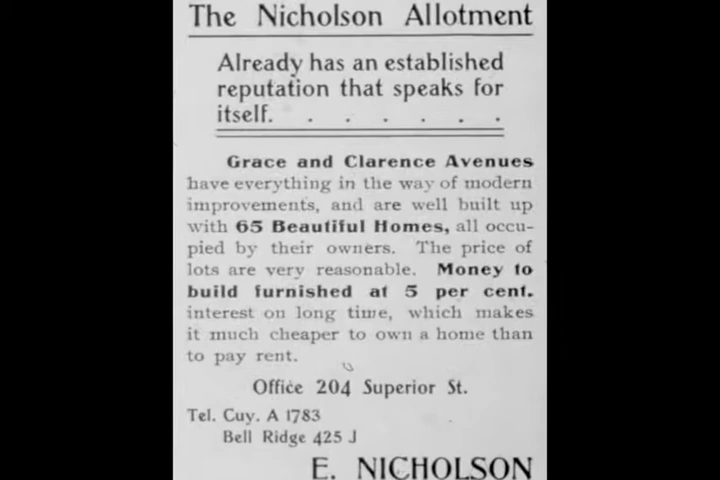 The Nicholson Allotment
Already has an established
reputation that speaks for
itself. . . . . . .
Grace and Clarence Avenues
have everything in the way of modern
improvements, and are well built up
with 65 Beautiful Homes, all occu-
pied by their owners. The price of
lots are very reasonable. Money to
build furnished at 5 per cent.
interest on long time, which makes
it much cheaper to own a home than
to pay rent.
Office 204 Superior St.
Tel. Cuy. A 1783
Bell Ridge 425 J
E. NICHOLSON